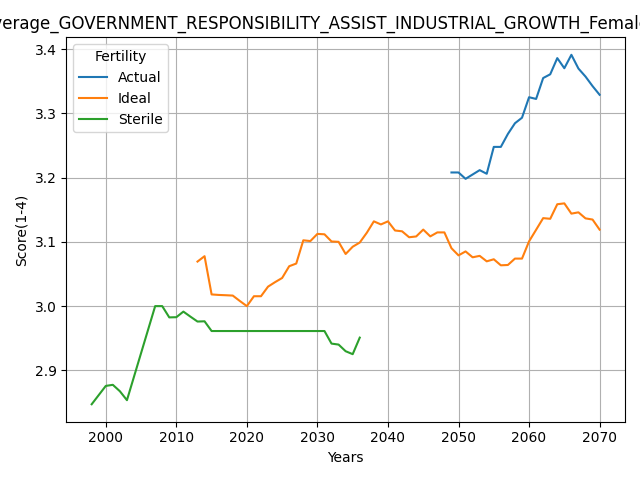 verage_GOVERNMENT_RESPONSIBILITY_ASSIST_INDUSTRIAL_GROWTH_Female
Fertility
Actual
Ideal
Sterile
3.4
3.3
3.2
3.1
3.0
2.9
Score(1-4)
2000 2010 2020 2030 2040 2050 2060 2070
Years